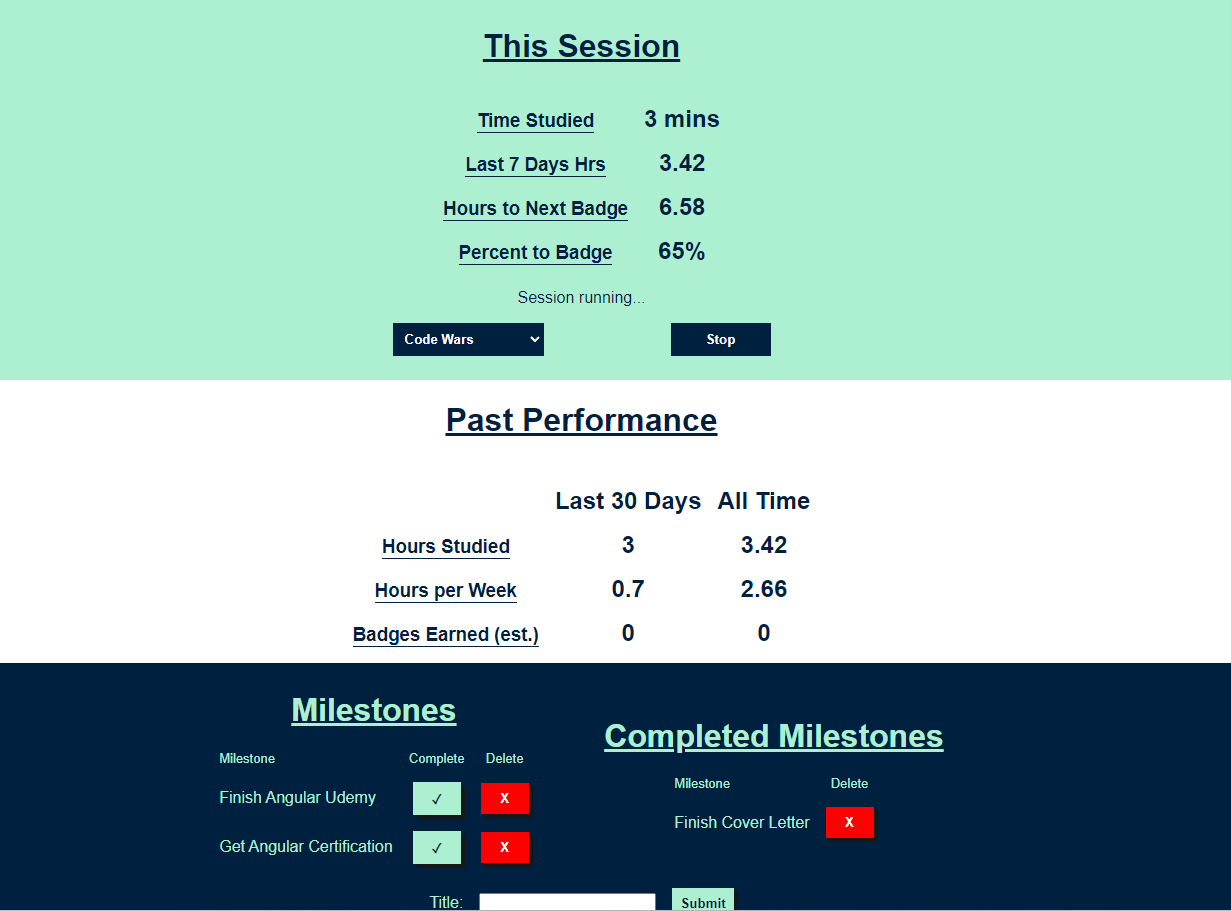 This Session
Time Studied 3 mins
Last 7 Days Hrs 3.42
Hours to Next Badge 6.58
Percent to Badge 65%
Session running...
Code Wars Stop
Past Performance
Last 30 Days All Time
Hours Studied 3 3.42
Hours per Week 0.7 2.66
Badges Earned (est.) 0 0
Milestones
Milestone Complete Delete
Finish Angular Udemy ✓ X
Get Angular Certification ✓ X
Completed Milestones
Milestone Delete
Finish Cover Letter X
Title: Submit